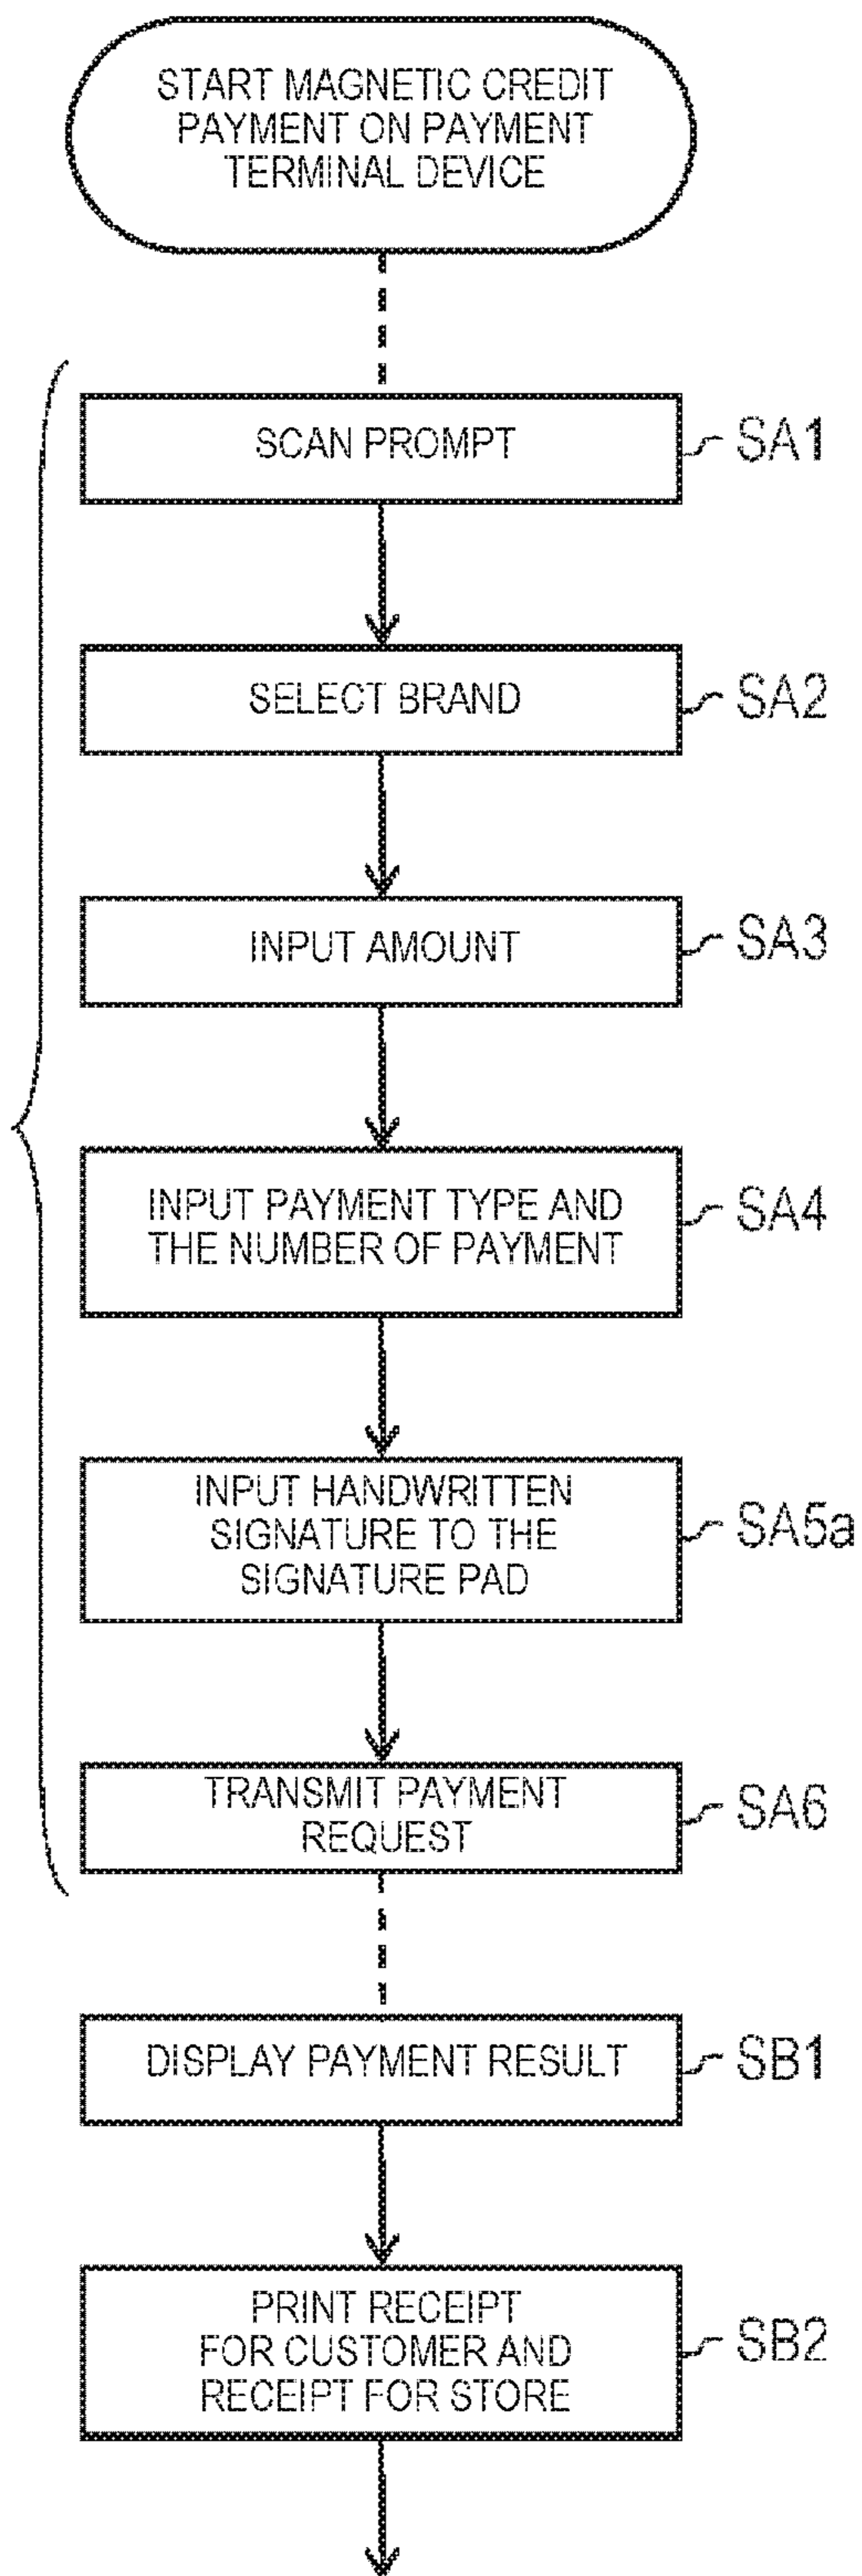 START MAGNETIC CREDIT
PAYMENT ON PAYMENT
TERMINAL DEVICE
SCAN PROMPT
SA1
SELECT BRAND
SA2
INPUT AMOUNT
SA3
INPUT PAYMENT TYPE AND
THE NUMBER OF PAYMENT
SA4
INPUT HANDWRITTEN
SIGNATURE TO THE
SIGNATURE PAD
SA5a
TRANSMIT PAYMENT
REQUEST
SA6
DISPLAY PAYMENT RESULT
SB1
PRINT RECEIPT
FOR CUSTOMER AND
RECEIPT FOR STORE
SB2